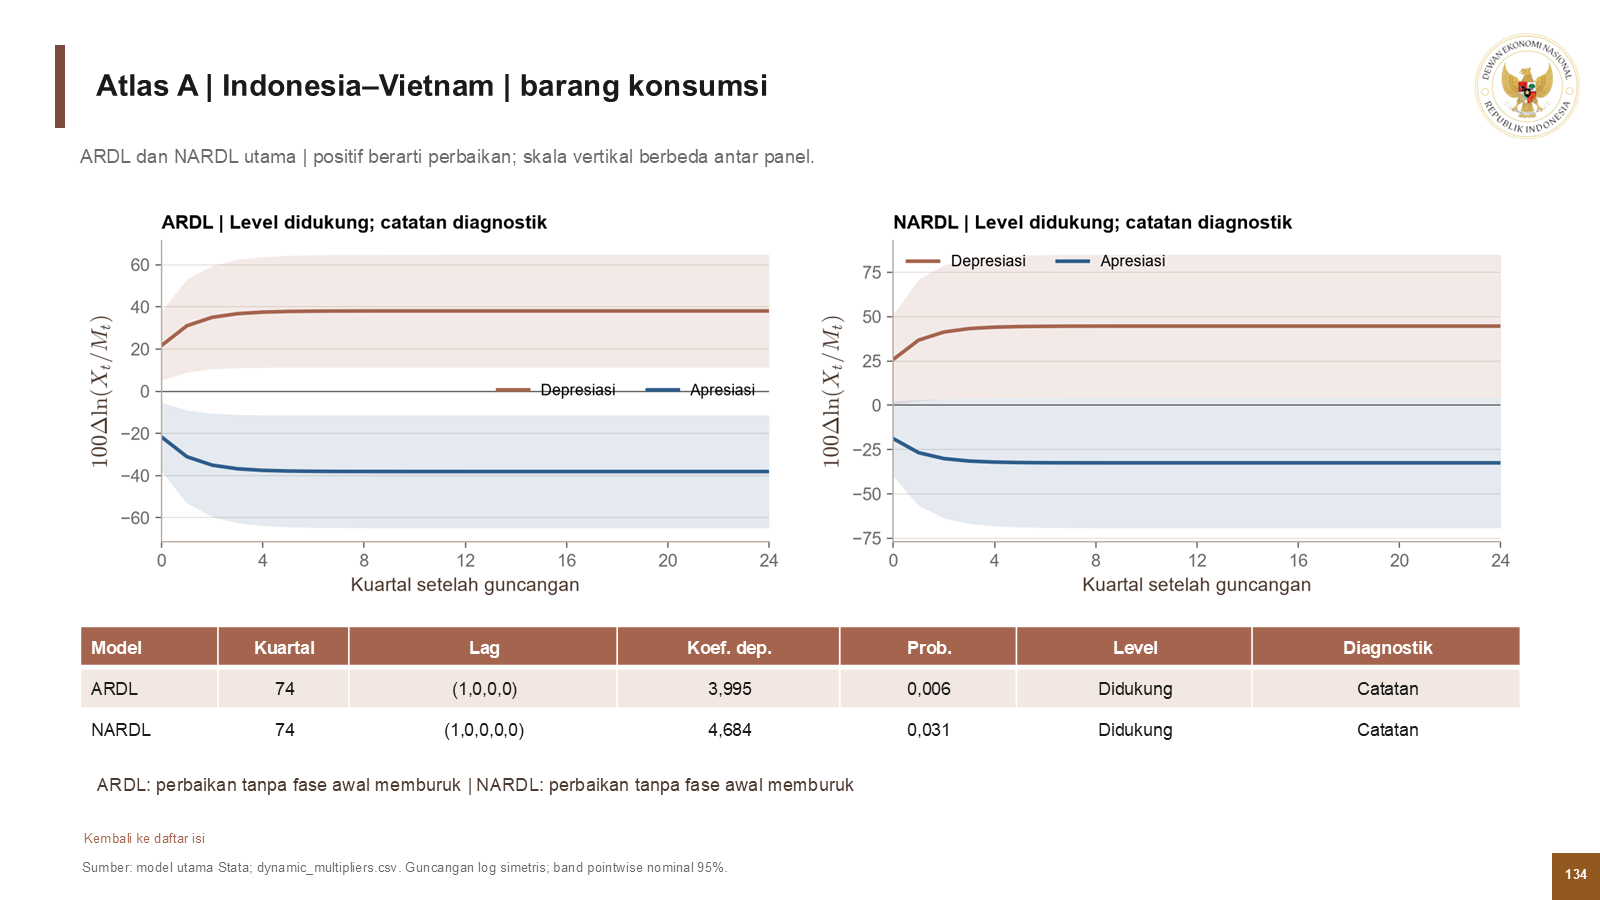 Atlas A | Indonesia–Vietnam | barang konsumsi
DEWAN EKONOMI NASIONAL
REPUBLIK INDONESIA
ARDL dan NARDL utama | positif berarti perbaikan; skala vertikal berbeda antar panel.
ARDL | Level didukung; catatan diagnostik
100Δln(Xt/Mt)
60
40
20
0
−20
−40
−60
Depresiasi Apresiasi
0 4 8 12 16 20 24
Kuartal setelah guncangan
NARDL | Level didukung; catatan diagnostik
100Δln(Xt/Mt)
75
50
25
0
−25
−50
−75
Depresiasi Apresiasi
0 4 8 12 16 20 24
Kuartal setelah guncangan
Model Kuartal Lag Koef. dep. Prob. Level Diagnostik
ARDL 74 (1,0,0,0) 3,995 0,006 Didukung Catatan
NARDL 74 (1,0,0,0,0) 4,684 0,031 Didukung Catatan
ARDL: perbaikan tanpa fase awal memburuk | NARDL: perbaikan tanpa fase awal memburuk
Kembali ke daftar isi
Sumber: model utama Stata; dynamic_multipliers.csv. Guncangan log simetris; band pointwise nominal 95%.
134